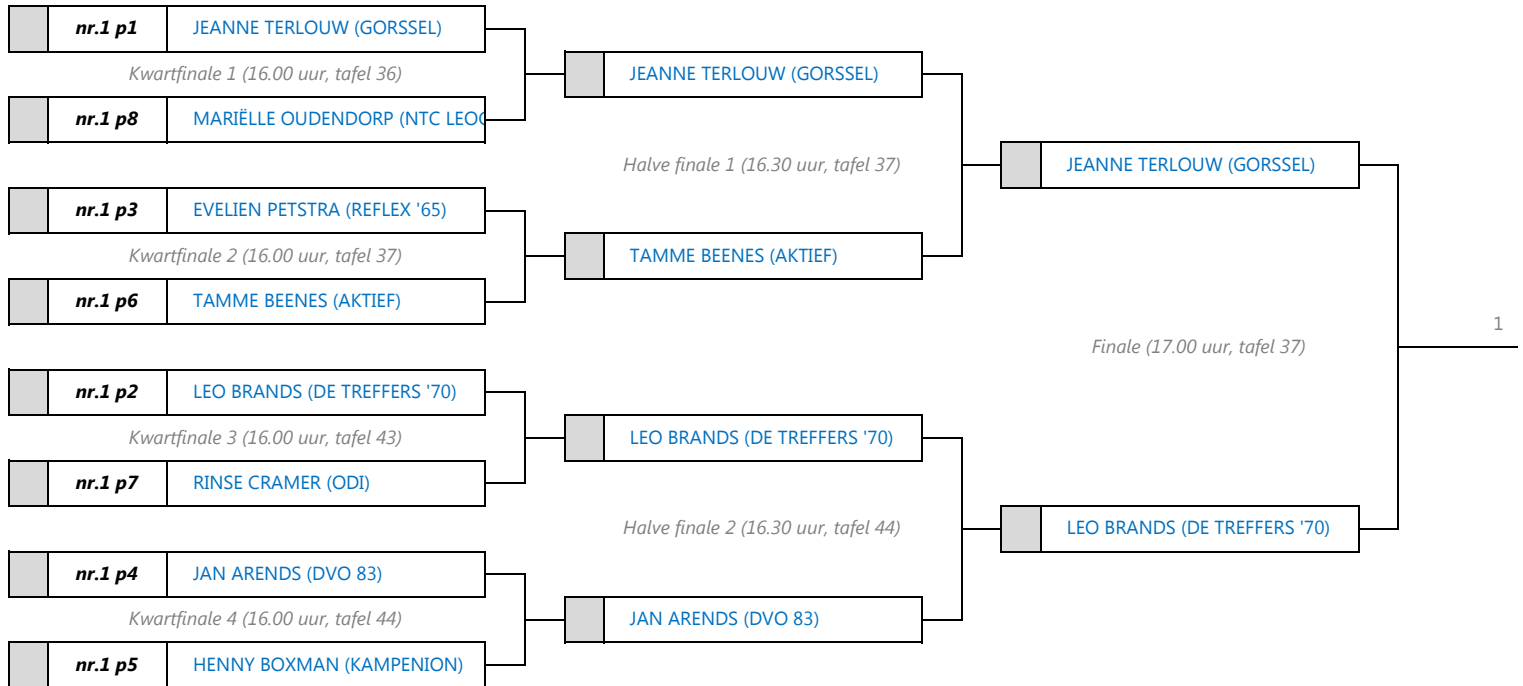 nr.1 p1 JEANNE TERLOUW (GORSSEL)
Kwartfinale 1 (16.00 uur, tafel 36)
nr.1 p8 MARIËLLE OUDENDORP (NTC
JEANNE TERLOUW (GORSSEL)
Halve finale 1 (16.30 uur, tafel 37)
JEANNE TERLOUW (GORSSEL)
nr.1 p3 EVELIEN PETSTRA (REFLEX '65)
Kwartfinale 2 (16.00 uur, tafel 37)
TAMME BEENES (AKTIEF)
nr.1 p6 TAMME BEENES (AKTIEF)
1
Finale (17.00 uur, tafel 37)
nr.1 p2 LEO BRANDS (DE TREFFERS '70)
Kwartfinale 3 (16.00 uur, tafel 43)
LEO BRANDS (DE TREFFERS '70)
nr.1 p7 RINSE CRAMER (ODI)
Halve finale 2 (16.30 uur, tafel 44)
LEO BRANDS (DE TREFFERS '70)
nr.1 p4 JAN ARENDS (DVO 83)
Kwartfinale 4 (16.00 uur, tafel 44)
JAN ARENDS (DVO 83)
nr.1 p5 HENNY BOXMAN (KAMPENION)